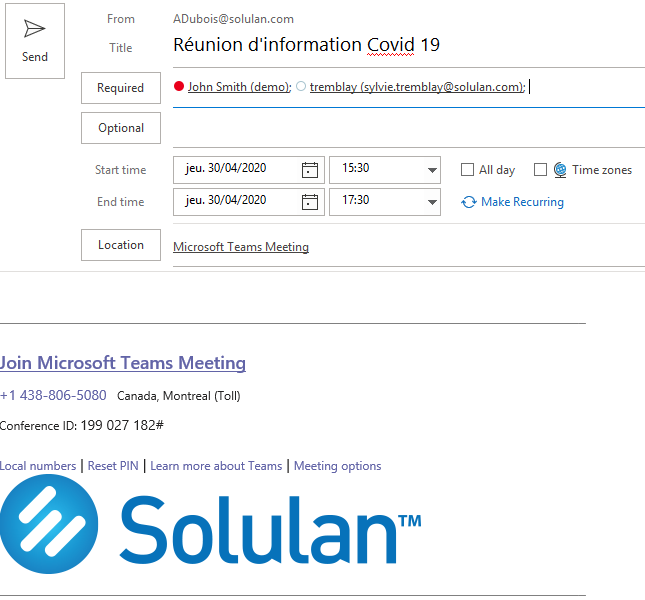 From ADubois@solulan.com
Send
Title Réunion d'information Covid 19
Required John Smith (demo); tremblay (sylvie.tremblay@solulan.com);
Optional
Start time jeu. 30/04/2020 15:30 All day Time zones
End time jeu. 30/04/2020 17:30 Make Recurring
Location Microsoft Teams Meeting
Join Microsoft Teams Meeting
+1 438-806-5080 Canada, Montreal (Toll)
Conference ID: 199 027 182#
Local numbers | Reset PIN | Learn more about Teams | Meeting options
Solulan™